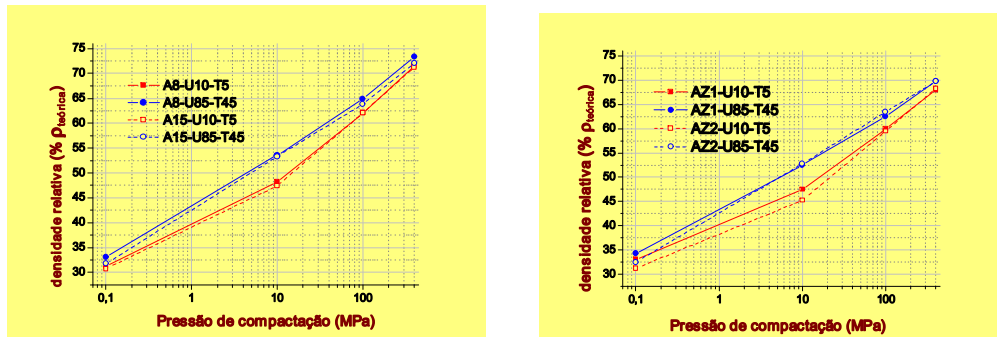 75
70
65
60
55
50
45
40
35
30
densidade relativa (% ρteórica)
A8-U10-T5
A8-U85-T45
A15-U10-T5
A15-U85-T45
0,1
1
10
100
Pressão de compactação (MPa)
75
70
65
60
55
50
45
40
35
30
densidade relativa (% ρteórica)
AZ1-U10-T5
AZ1-U85-T45
AZ2-U10-T5
AZ2-U85-T45
0,1
1
10
100
Pressão de compactação (MPa)